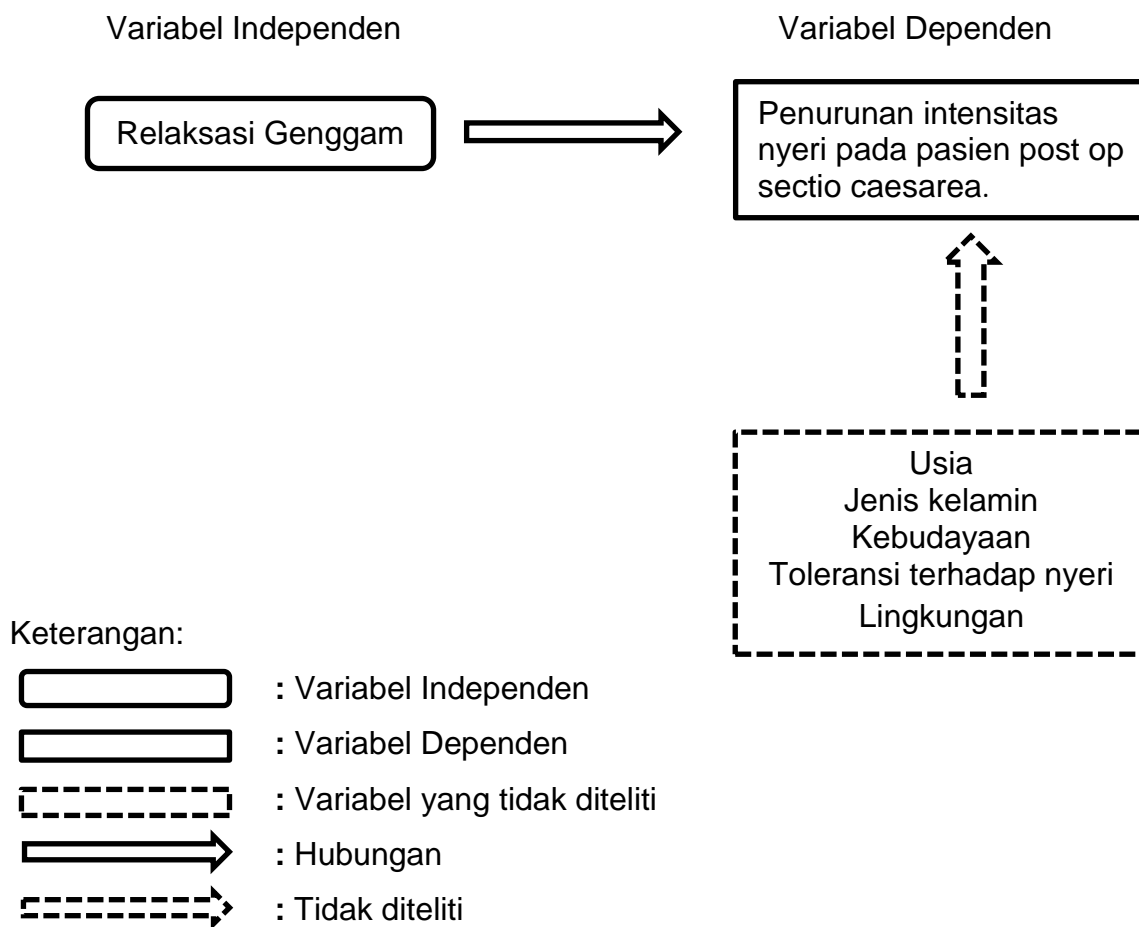 Variabel Independen
Variabel Dependen
Relaksasi Genggam
Penurunan intensitas
nyeri pada pasien post op
sectio caesarea.
Usia
Jenis kelamin
Kebudayaan
Toleransi terhadap nyeri
Lingkungan
Keterangan:
: Variabel Independen
: Variabel Dependen
: Variabel yang tidak diteliti
: Hubungan
: Tidak diteliti